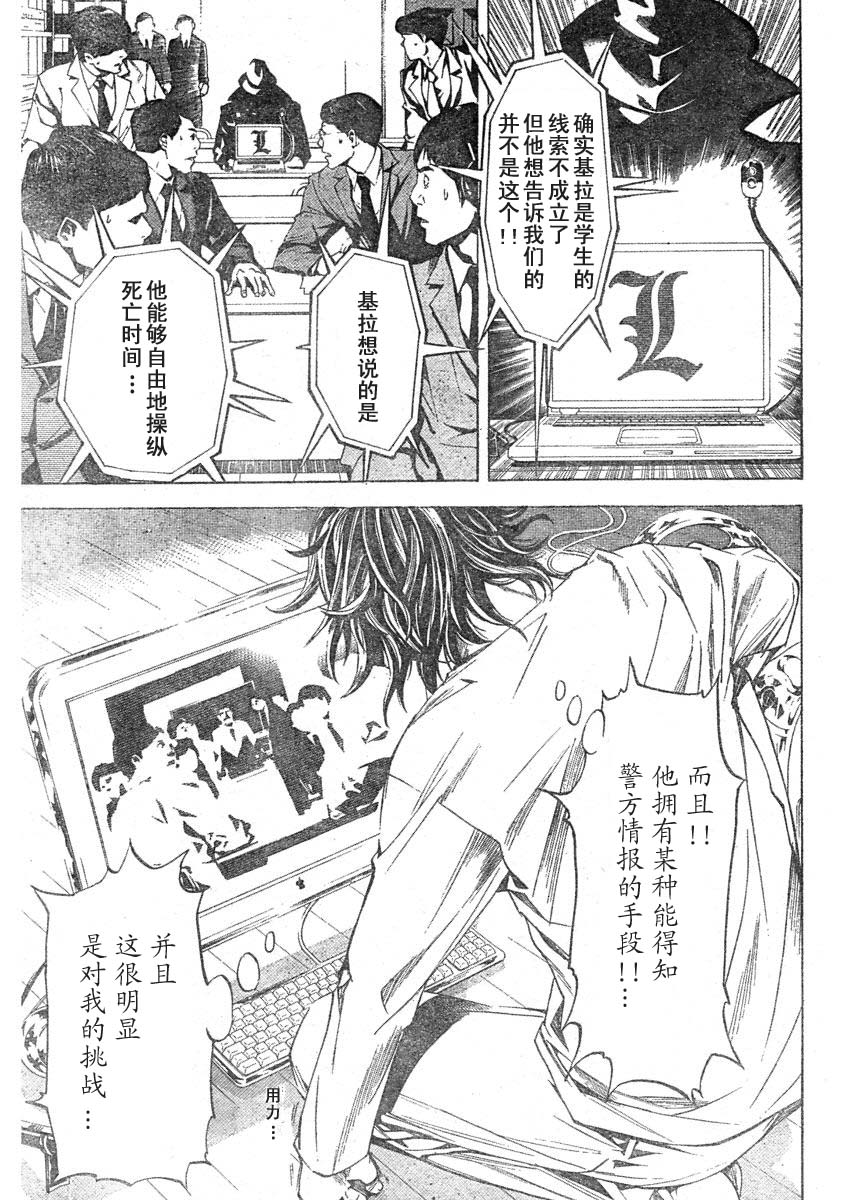 确实基拉是学生的
线索不成立了
但他想告诉我们的
并不是这个!!
L
L
基拉想说的是
他能够自由地操纵
死亡时间…
而且!!
他拥有某种能得知
警方情报的手段!!…
并且
这很明显
是对我的挑战…
用力…